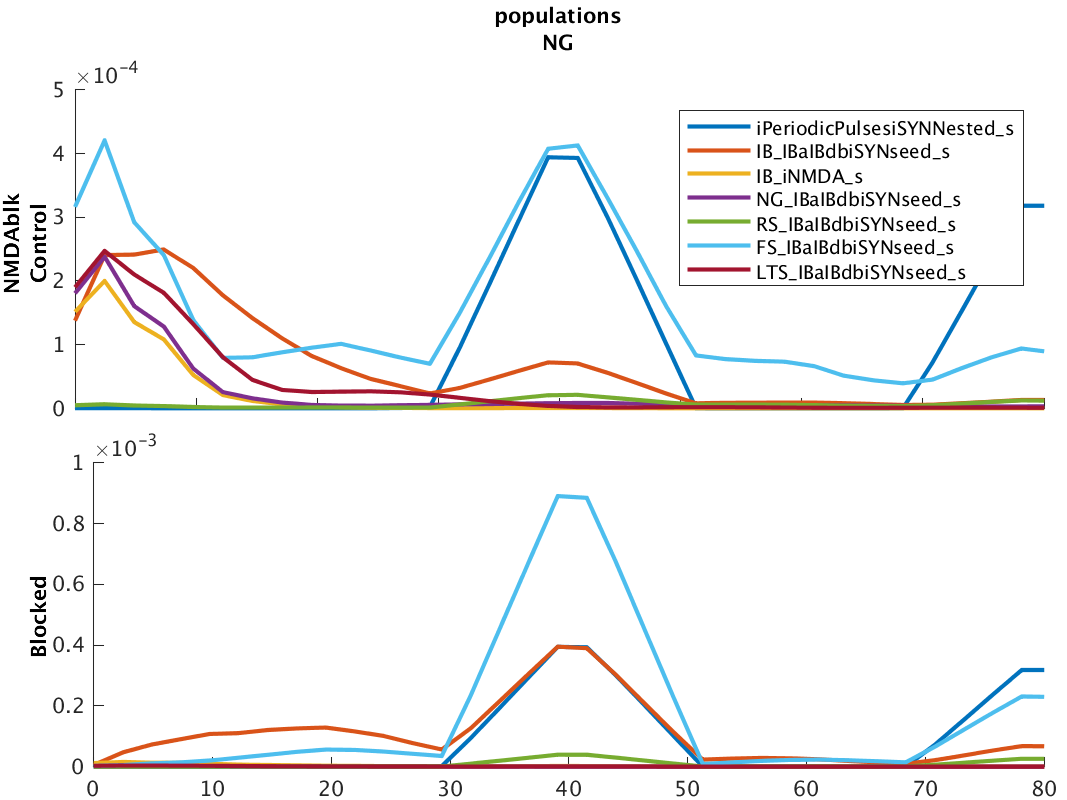 populations
NG
×10⁻⁴
5
4
3
2
1
0
NMDAblk
Control
iPeriodicPulsesiSYNNested_s
IB_IBaIBdbiSYNseed_s
IB_iNMDA_s
NG_IBaIBdbiSYNseed_s
RS_IBaIBdbiSYNseed_s
FS_IBaIBdbiSYNseed_s
LTS_IBaIBdbiSYNseed_s
×10⁻³
1
0.8
0.6
0.4
0.2
0
Blocked
0 10 20 30 40 50 60 70 80